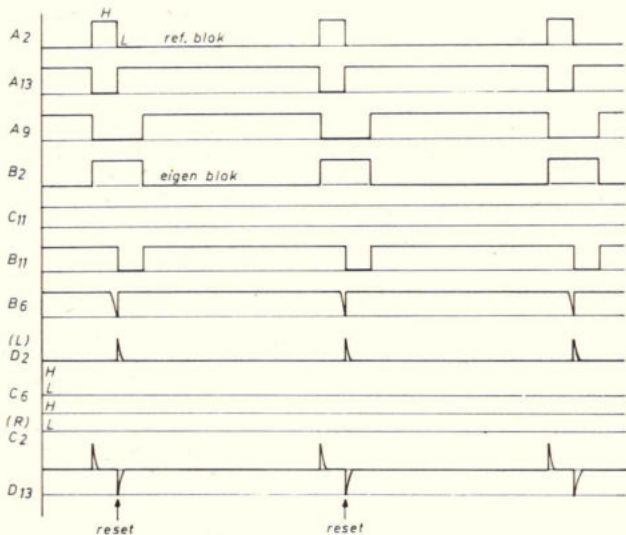 H
A2 L ref. blok
A13
A9
B2 eigen blok
C11
B11
B6
(L)
D2
H
L
C6
H
(R) L
C2
D13
reset reset